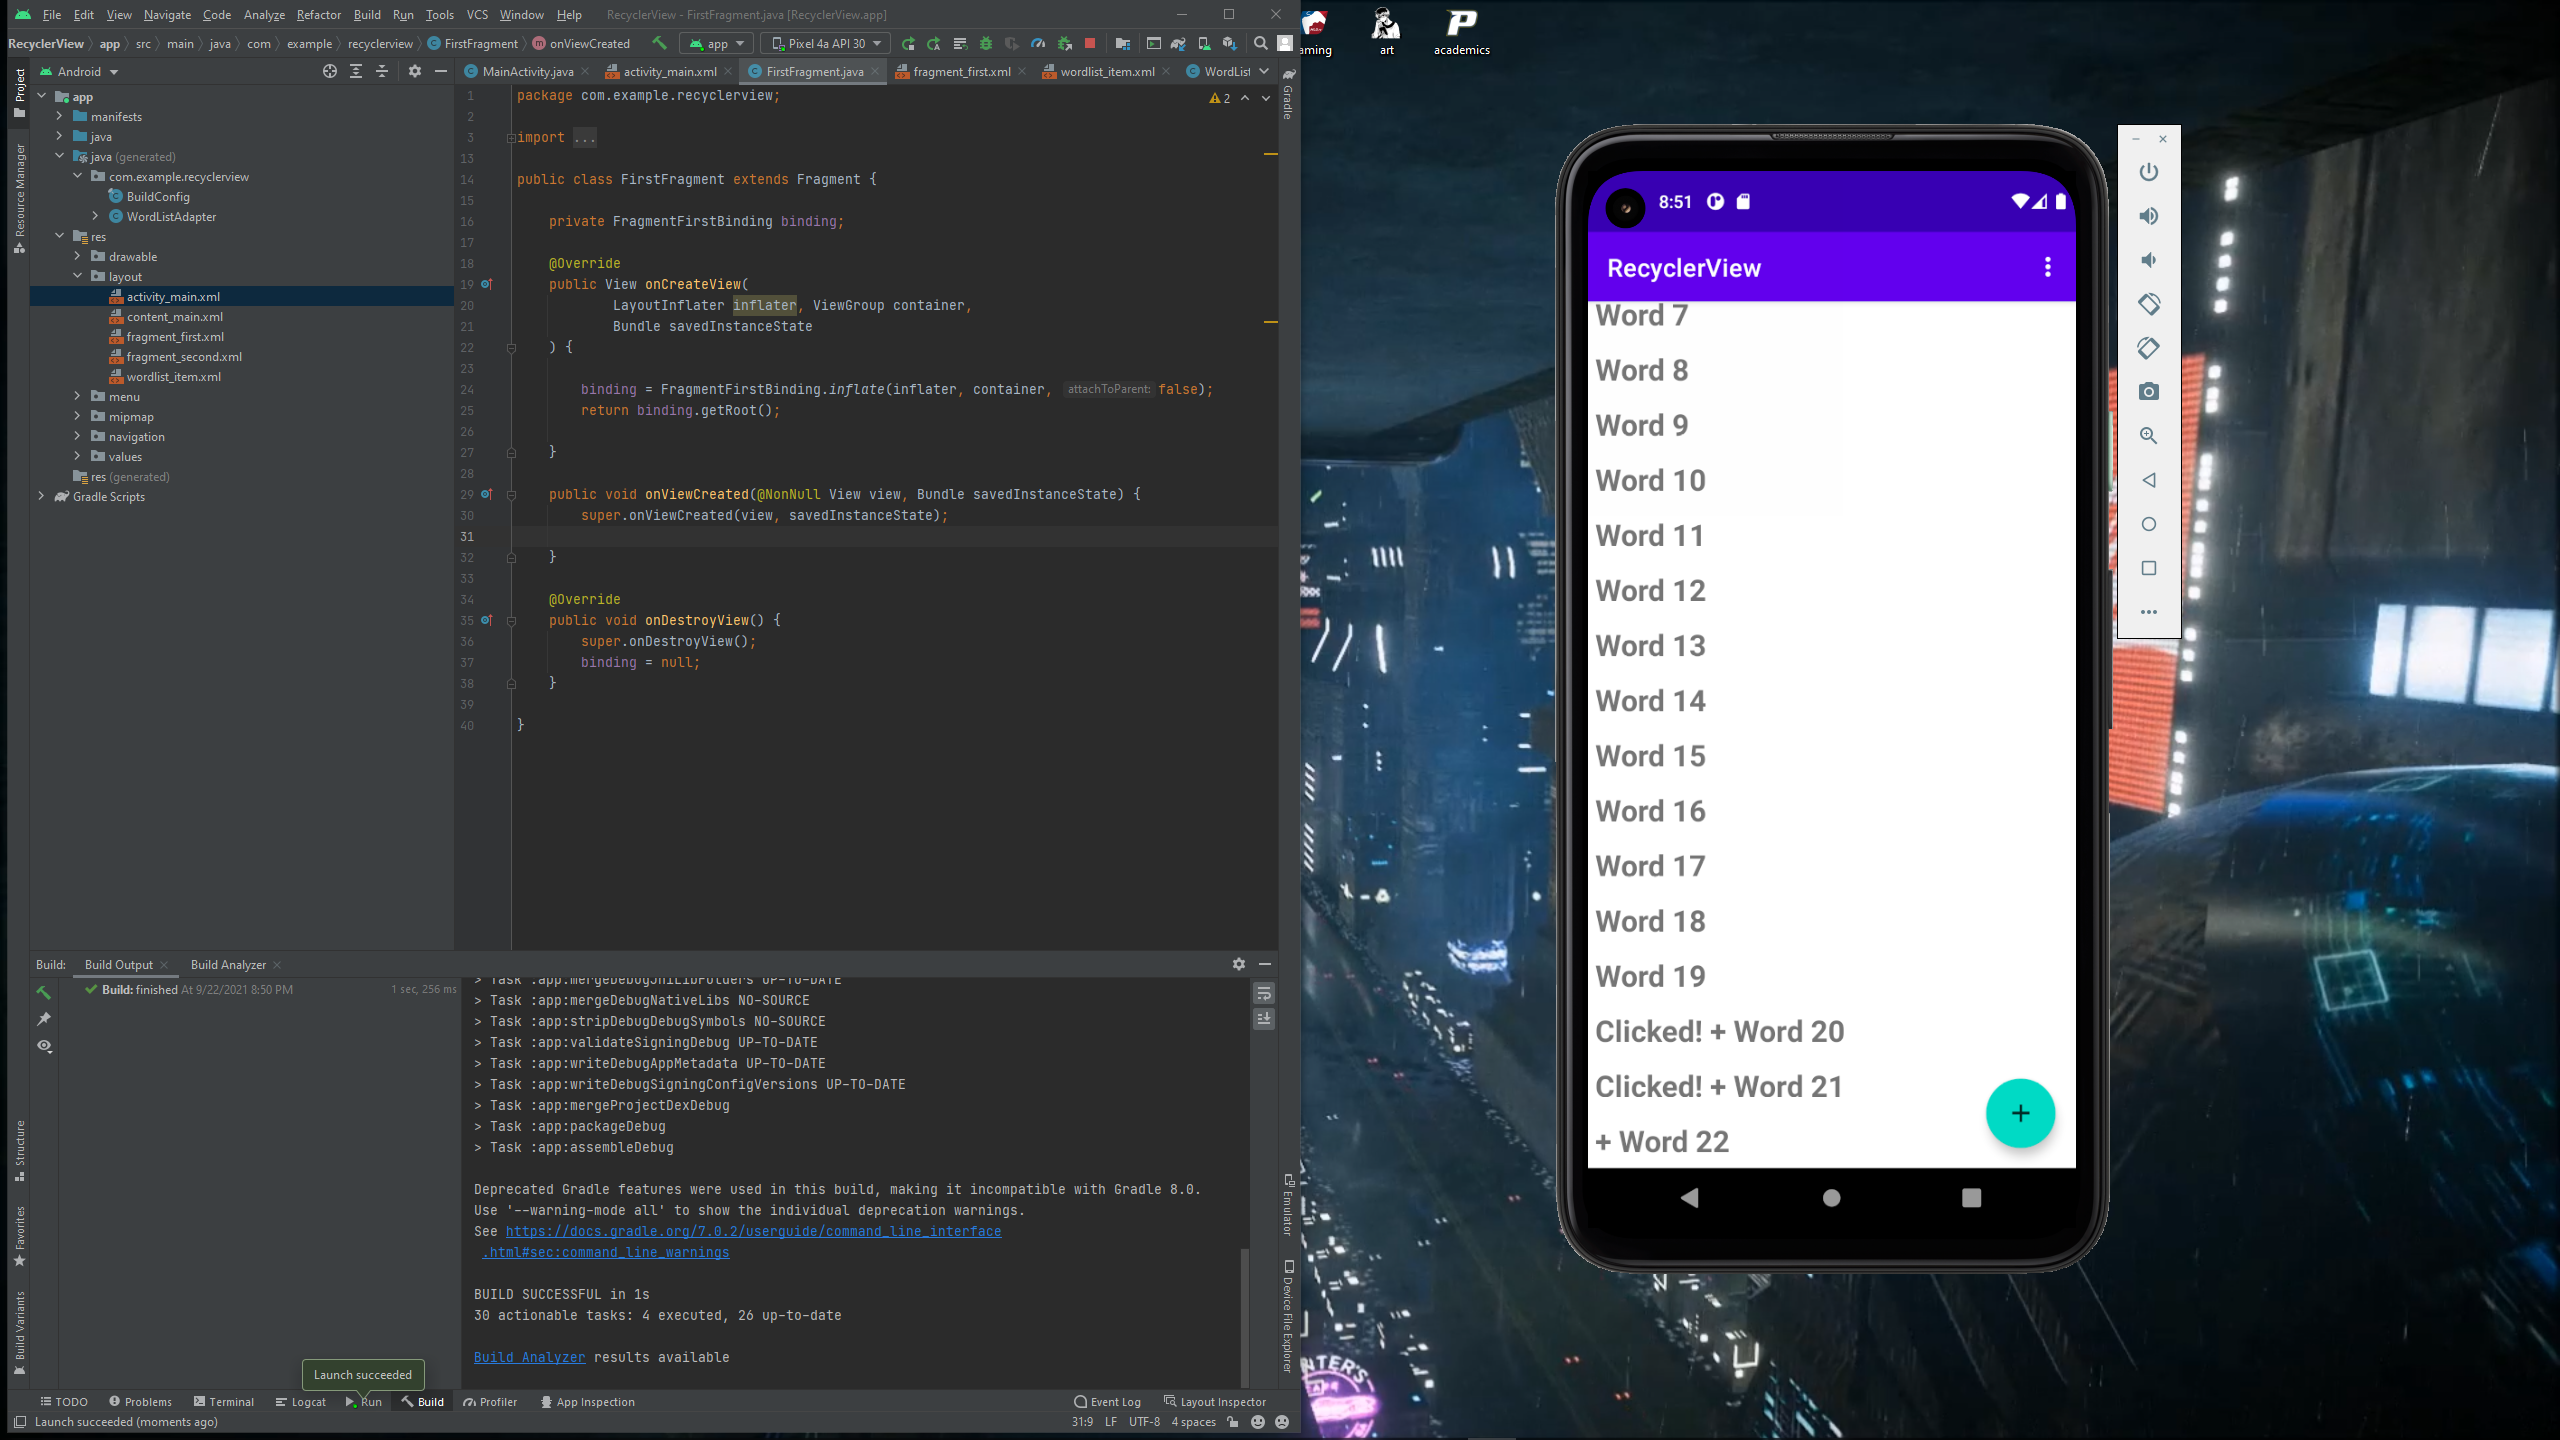 File Edit View Navigate Code Analyze Refactor Build Run Tools VCS Window Help RecyclerView - FirstFragment.java [RecyclerView.app]
RecyclerView app src main java com example recyclerview FirstFragment onViewCreated app Pixel 4a API 30
Android
MainActivity.java activity_main.xml FirstFragment.java fragment_first.xml wordlist_item.xml WordList
Project
Resource Manager
Structure
Favorites
Build Variants
app
manifests
java
java (generated)
com.example.recyclerview
BuildConfig
WordListAdapter
res
drawable
layout
activity_main.xml
content_main.xml
fragment_first.xml
fragment_second.xml
wordlist_item.xml
menu
mipmap
navigation
values
res (generated)
Gradle Scripts
1 package com.example.recyclerview;
2
3 import ...
13
14 public class FirstFragment extends Fragment {
15
16 private FragmentFirstBinding binding;
17
18 @Override
19 public View onCreateView(
20 LayoutInflater inflater, ViewGroup container,
21 Bundle savedInstanceState
22 ) {
23
24 binding = FragmentFirstBinding.inflate(inflater, container, attachToParent: false);
25 return binding.getRoot();
26
27 }
28
29 public void onViewCreated(@NonNull View view, Bundle savedInstanceState) {
30 super.onViewCreated(view, savedInstanceState);
31
32 }
33
34 @Override
35 public void onDestroyView() {
36 super.onDestroyView();
37 binding = null;
38 }
39
40 }
2
Gradle
Emulator
Device File Explorer
Build: Build Output Build Analyzer
Build: finished At 9/22/2021 8:50 PM 1 sec, 256 ms
> Task :app:mergeDebugJniLibFolders UP-TO-DATE
> Task :app:mergeDebugNativeLibs NO-SOURCE
> Task :app:stripDebugDebugSymbols NO-SOURCE
> Task :app:validateSigningDebug UP-TO-DATE
> Task :app:writeDebugAppMetadata UP-TO-DATE
> Task :app:writeDebugSigningConfigVersions UP-TO-DATE
> Task :app:mergeProjectDexDebug
> Task :app:packageDebug
> Task :app:assembleDebug
Deprecated Gradle features were used in this build, making it incompatible with Gradle 8.0.
Use '--warning-mode all' to show the individual deprecation warnings.
See https://docs.gradle.org/7.0.2/userguide/command_line_interface
.html#sec:command_line_warnings
BUILD SUCCESSFUL in 1s
30 actionable tasks: 4 executed, 26 up-to-date
Build Analyzer results available
Launch succeeded
TODO Problems Terminal Logcat Run Build Profiler App Inspection Event Log Layout Inspector
Launch succeeded (moments ago) 31:9 LF UTF-8 4 spaces
aming art academics
8:51
RecyclerView
Word 7
Word 8
Word 9
Word 10
Word 11
Word 12
Word 13
Word 14
Word 15
Word 16
Word 17
Word 18
Word 19
Clicked! + Word 20
Clicked! + Word 21
+ Word 22
+